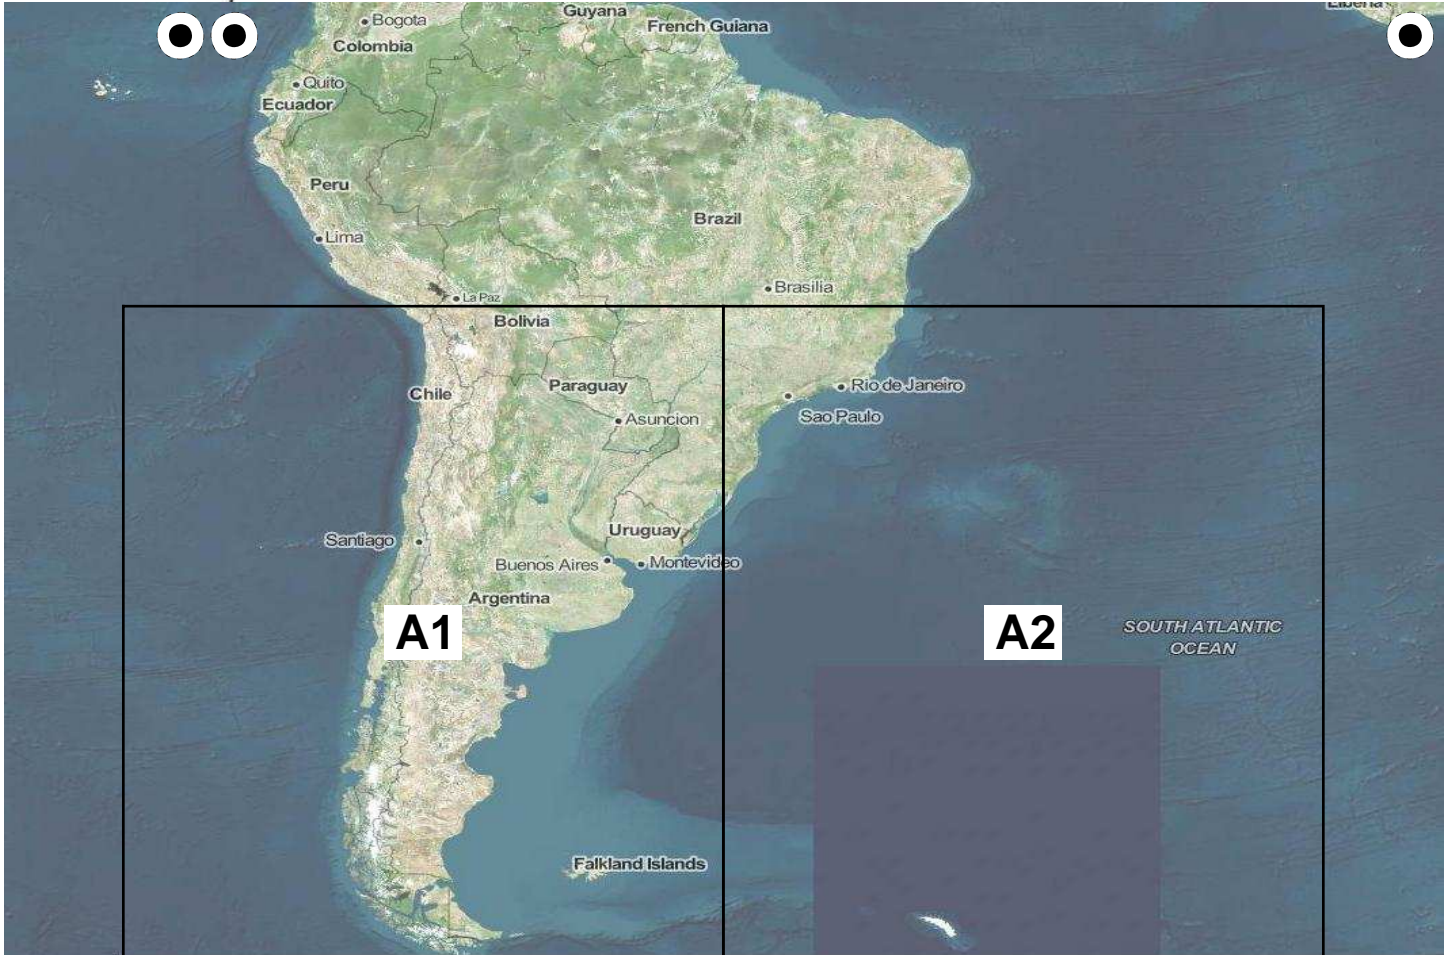 Bogota
Guyana
French Guiana
Liberia
Colombia
Quito
Ecuador
Peru
Brazil
Lima
Brasilia
La Paz
Bolivia
Chile
Paraguay
Rio de Janeiro
Asuncion
Sao Paulo
Santiago
Uruguay
Buenos Aires
Montevideo
Argentina
A1
A2
SOUTH ATLANTIC
OCEAN
Falkland Islands